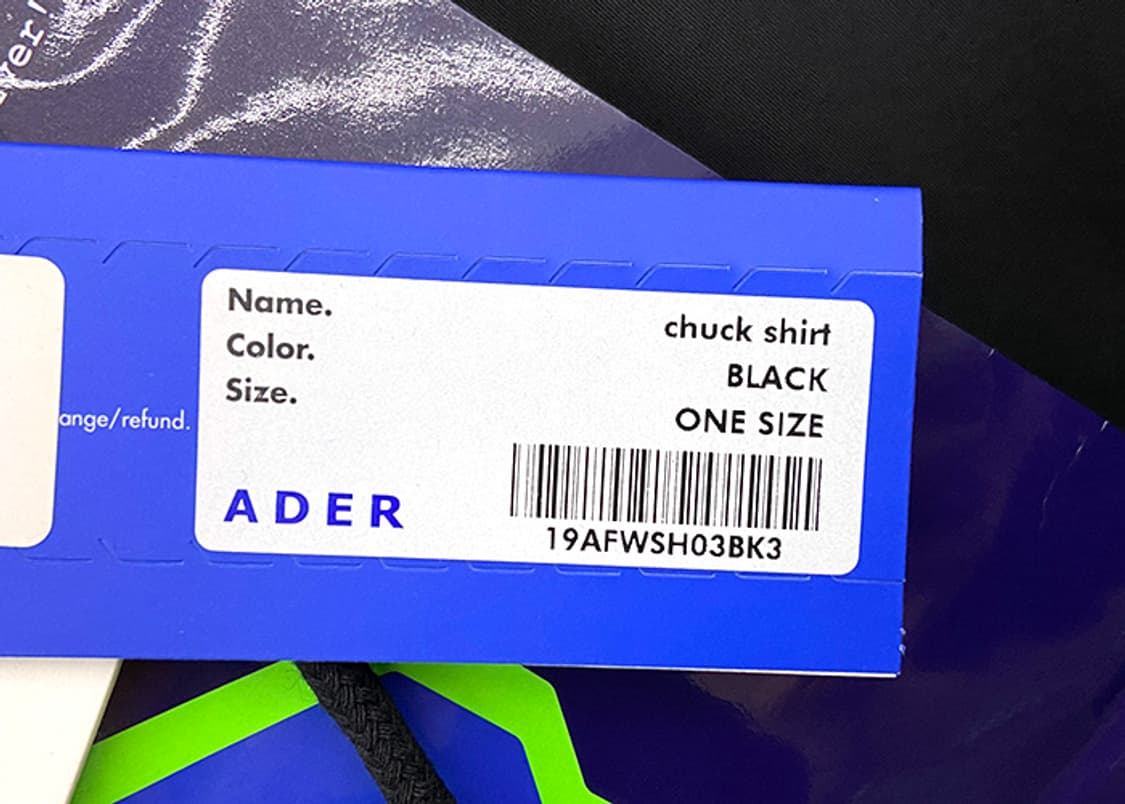 Name.
chuck shirt
Color.
BLACK
Size.
ONE SIZE
ange/refund.
ADER
19AFWSH03BK3